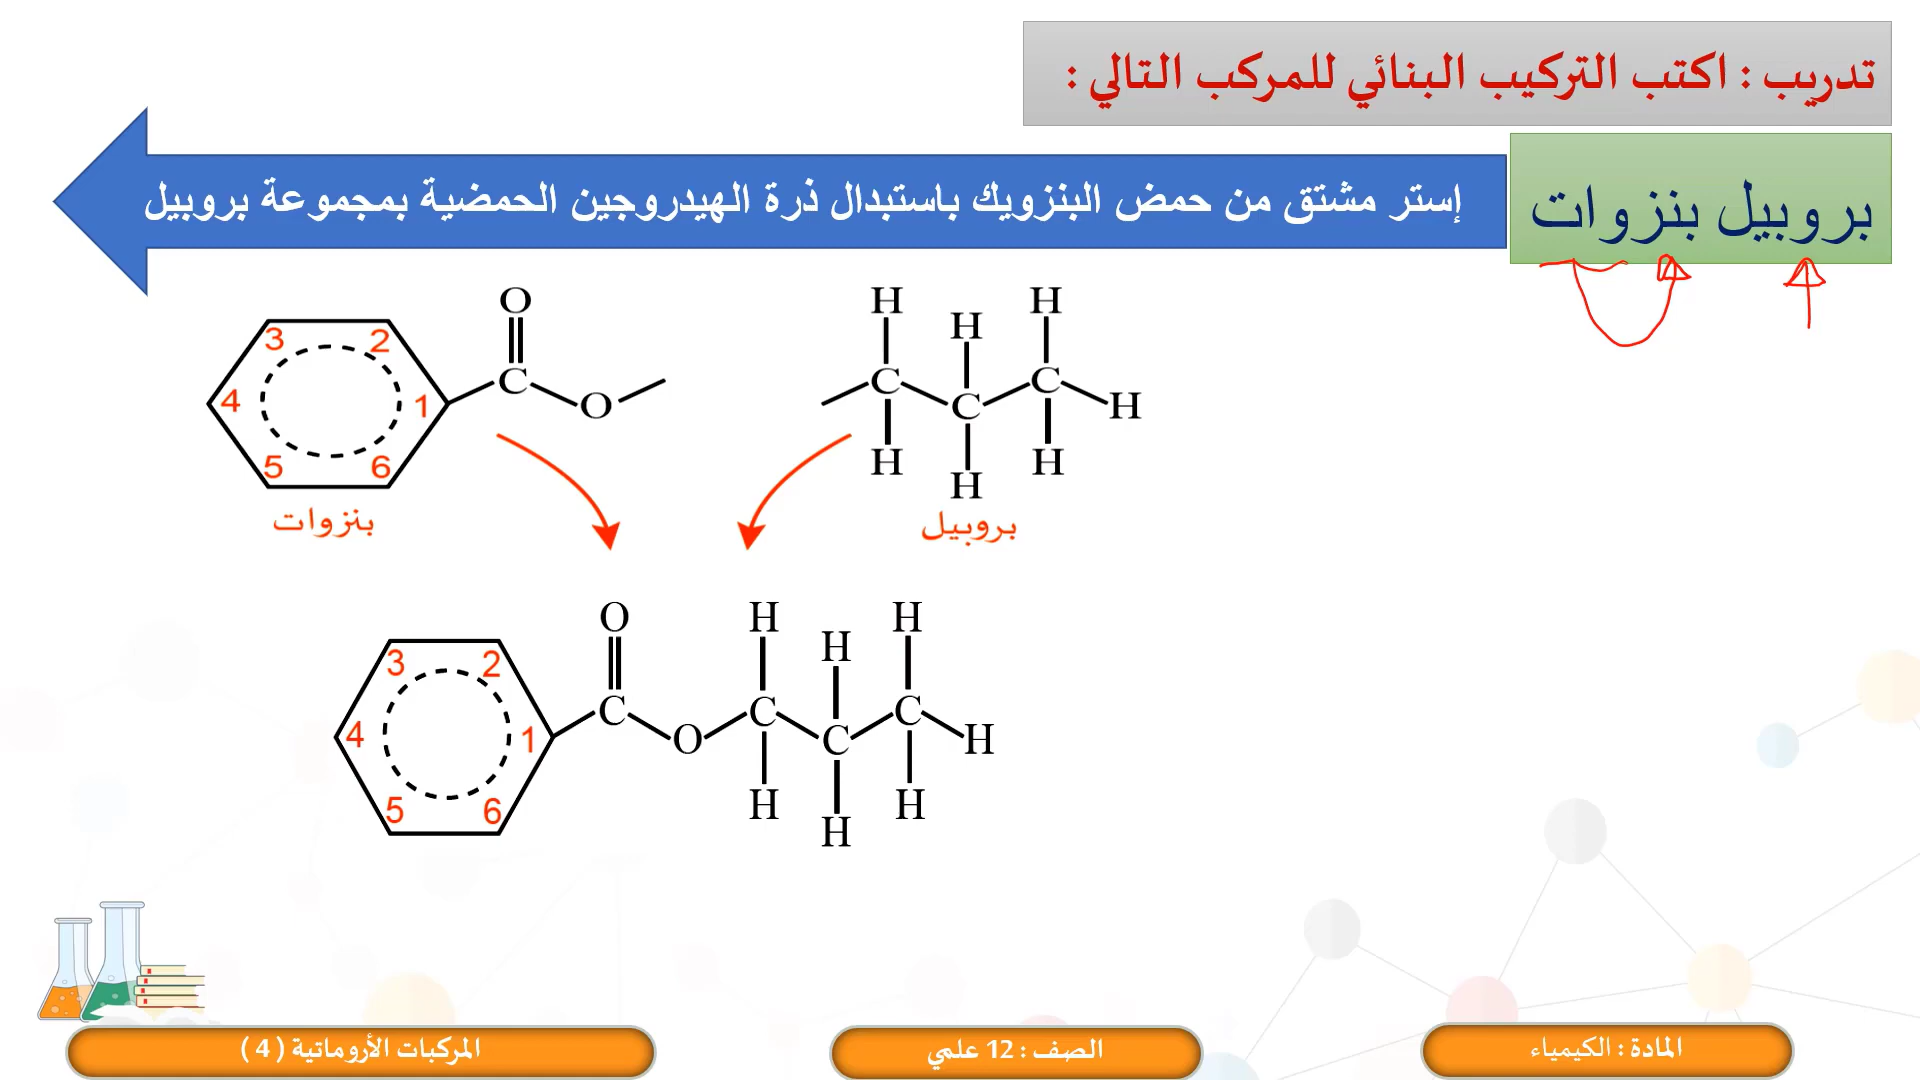 تدريب : اكتب التركيب البنائي للمركب التالي :
بروبيل بنزوات
إستر مشتق من حمض البنزويك باستبدال ذرة الهيدروجين الحمضية بمجموعة بروبيل
O
3 2
4 1 C O
5 6
بنزوات
H H H
C C C H
H H H
بروبيل
O
3 2
4 1 C O
5 6
H H H
C C C H
H H H
المادة : الكيمياء
الصف : 12 علمي
المركبات الأروماتية ( 4 )